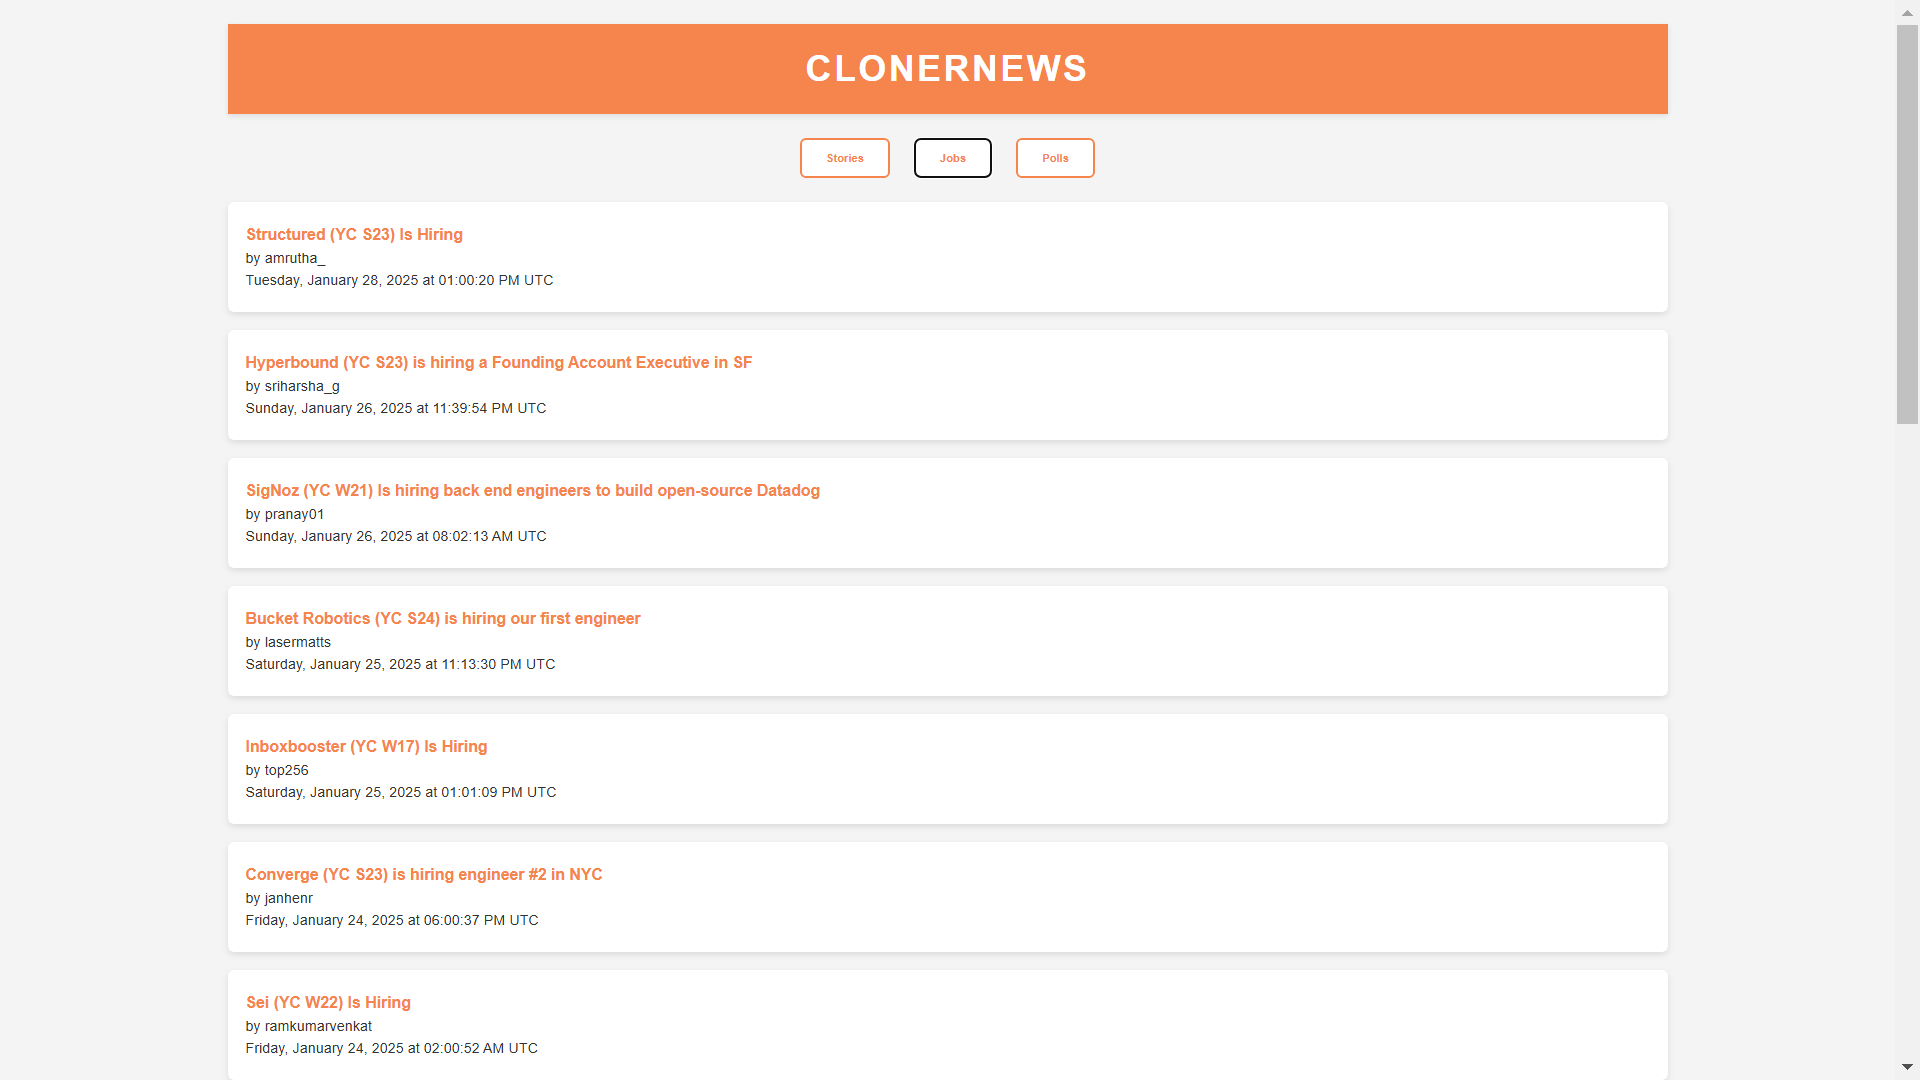 CLONERNEWS
Stories Jobs Polls
Structured (YC S23) Is Hiring
by amrutha_
Tuesday, January 28, 2025 at 01:00:20 PM UTC
Hyperbound (YC S23) is hiring a Founding Account Executive in SF
by sriharsha_g
Sunday, January 26, 2025 at 11:39:54 PM UTC
SigNoz (YC W21) Is hiring back end engineers to build open-source Datadog
by pranay01
Sunday, January 26, 2025 at 08:02:13 AM UTC
Bucket Robotics (YC S24) is hiring our first engineer
by lasermatts
Saturday, January 25, 2025 at 11:13:30 PM UTC
Inboxbooster (YC W17) Is Hiring
by top256
Saturday, January 25, 2025 at 01:01:09 PM UTC
Converge (YC S23) is hiring engineer #2 in NYC
by janhenr
Friday, January 24, 2025 at 06:00:37 PM UTC
Sei (YC W22) Is Hiring
by ramkumarvenkat
Friday, January 24, 2025 at 02:00:52 AM UTC